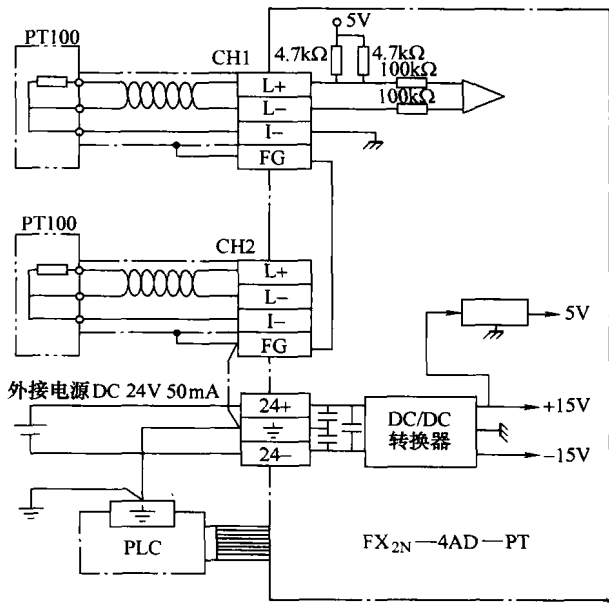 5V
PT100
CH1
4.7kΩ
4.7kΩ
100kΩ
100kΩ
L+
L−
I−
FG
PT100
CH2
L+
L−
I−
FG
5V
外接电源DC 24V 50mA
24+
24−
DC/DC
转换器
+15V
−15V
PLC
FX2N—4AD—PT